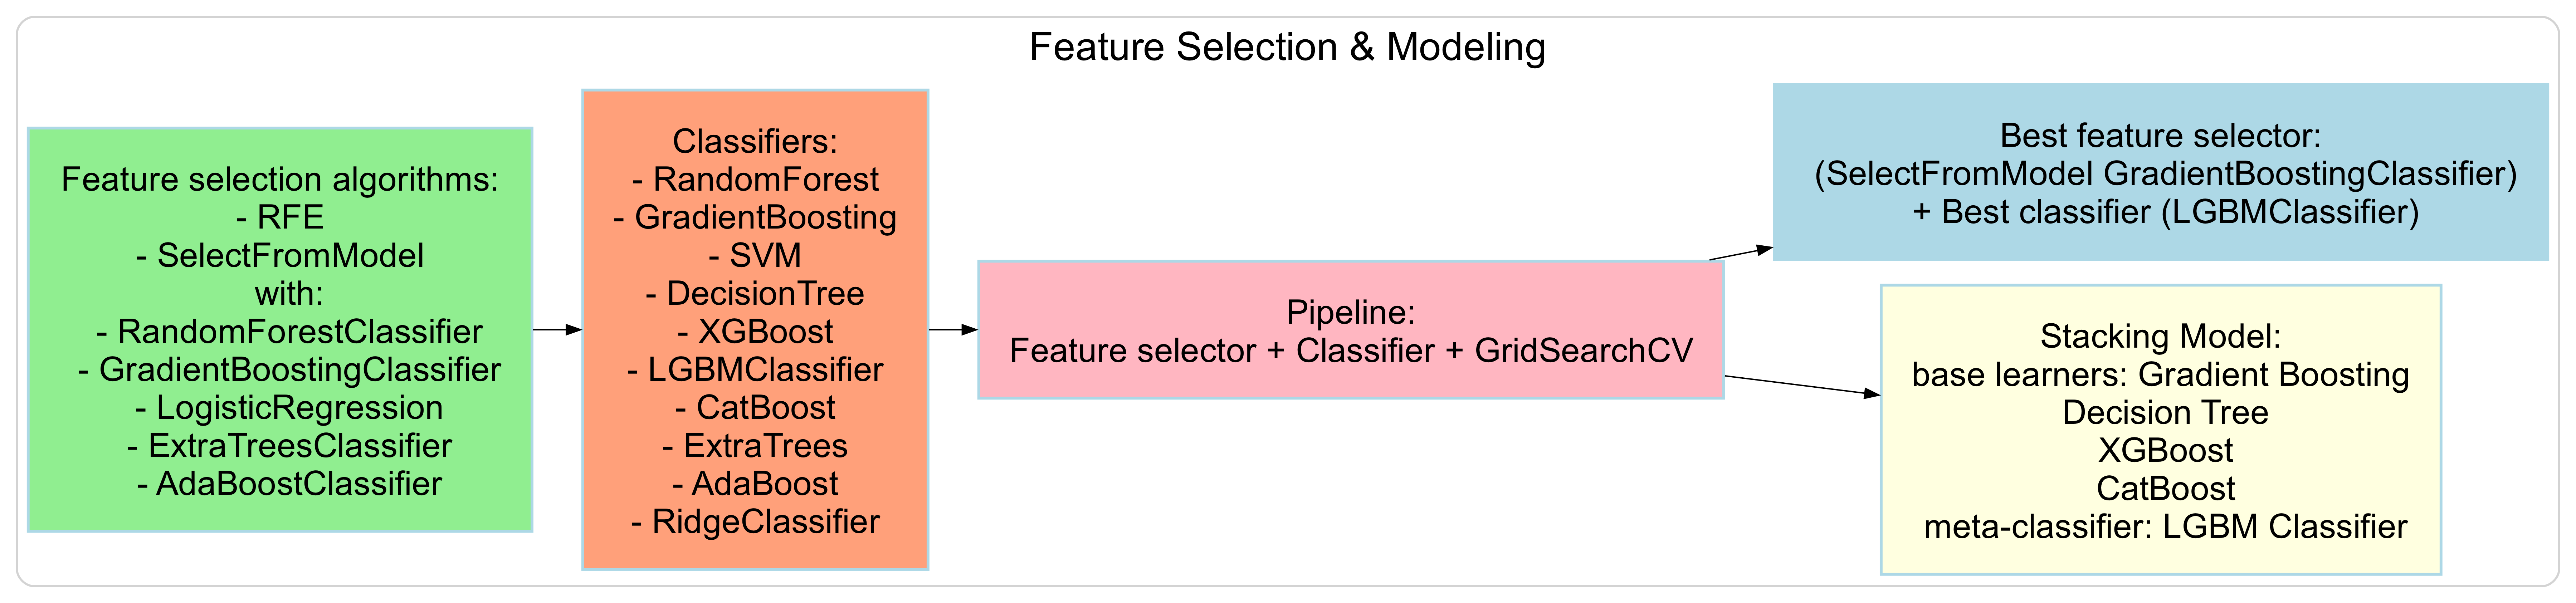 Feature Selection & Modeling
Feature selection algorithms:
- RFE
- SelectFromModel
with:
- RandomForestClassifier
- GradientBoostingClassifier
- LogisticRegression
- ExtraTreesClassifier
- AdaBoostClassifier
Classifiers:
- RandomForest
- GradientBoosting
- SVM
- DecisionTree
- XGBoost
- LGBMClassifier
- CatBoost
- ExtraTrees
- AdaBoost
- RidgeClassifier
Pipeline:
Feature selector + Classifier + GridSearchCV
Best feature selector:
(SelectFromModel GradientBoostingClassifier)
+ Best classifier (LGBMClassifier)
Stacking Model:
base learners: Gradient Boosting
Decision Tree
XGBoost
CatBoost
meta-classifier: LGBM Classifier